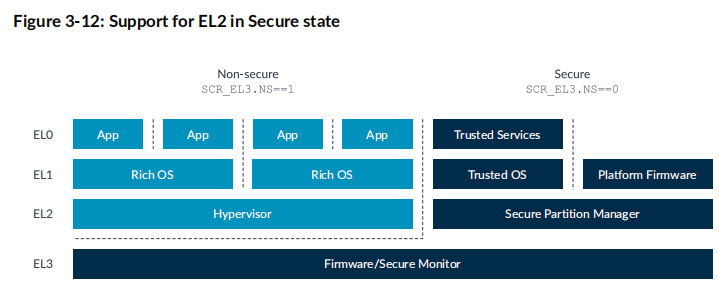 Figure 3-12: Support for EL2 in Secure state
Non-secure
SCR_EL3.NS==1
Secure
SCR_EL3.NS==0
EL0
App
App
App
App
Trusted Services
EL1
Rich OS
Rich OS
Trusted OS
Platform Firmware
EL2
Hypervisor
Secure Partition Manager
EL3
Firmware/Secure Monitor